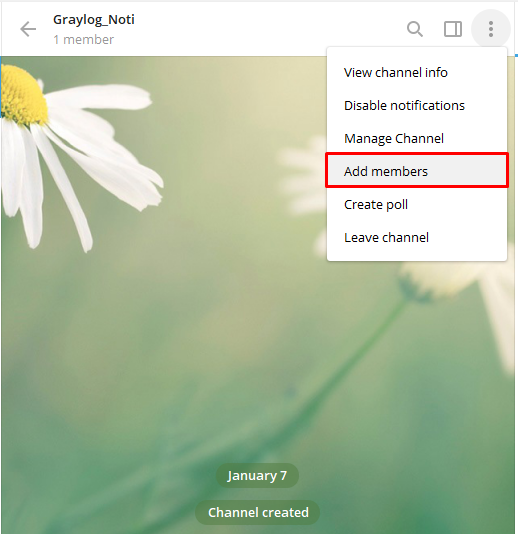 Graylog_Noti
1 member
View channel info
Disable notifications
Manage Channel
Add members
Create poll
Leave channel
January 7
Channel created